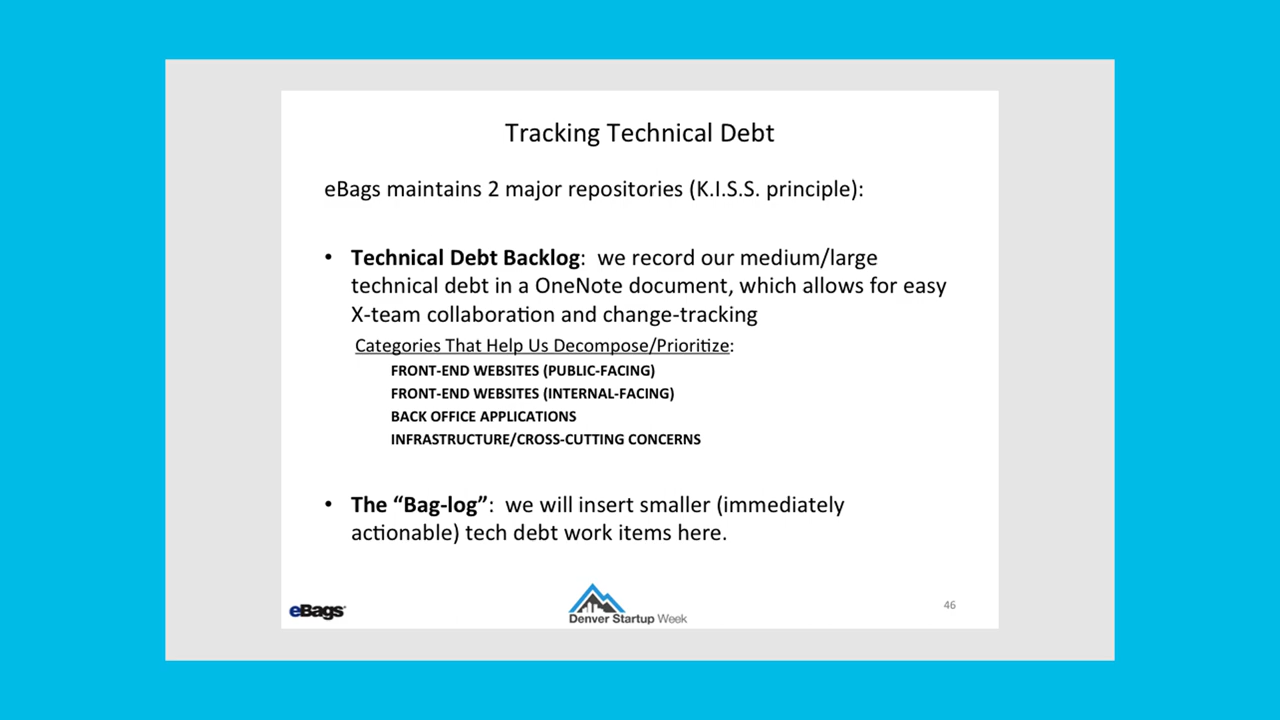 Tracking Technical Debt
eBags maintains 2 major repositories (K.I.S.S. principle):
• Technical Debt Backlog: we record our medium/large
technical debt in a OneNote document, which allows for easy
X-team collaboration and change-tracking
Categories That Help Us Decompose/Prioritize:
FRONT-END WEBSITES (PUBLIC-FACING)
FRONT-END WEBSITES (INTERNAL-FACING)
BACK OFFICE APPLICATIONS
INFRASTRUCTURE/CROSS-CUTTING CONCERNS
• The “Bag-log”: we will insert smaller (immediately
actionable) tech debt work items here.
eBags
Denver Startup Week
46